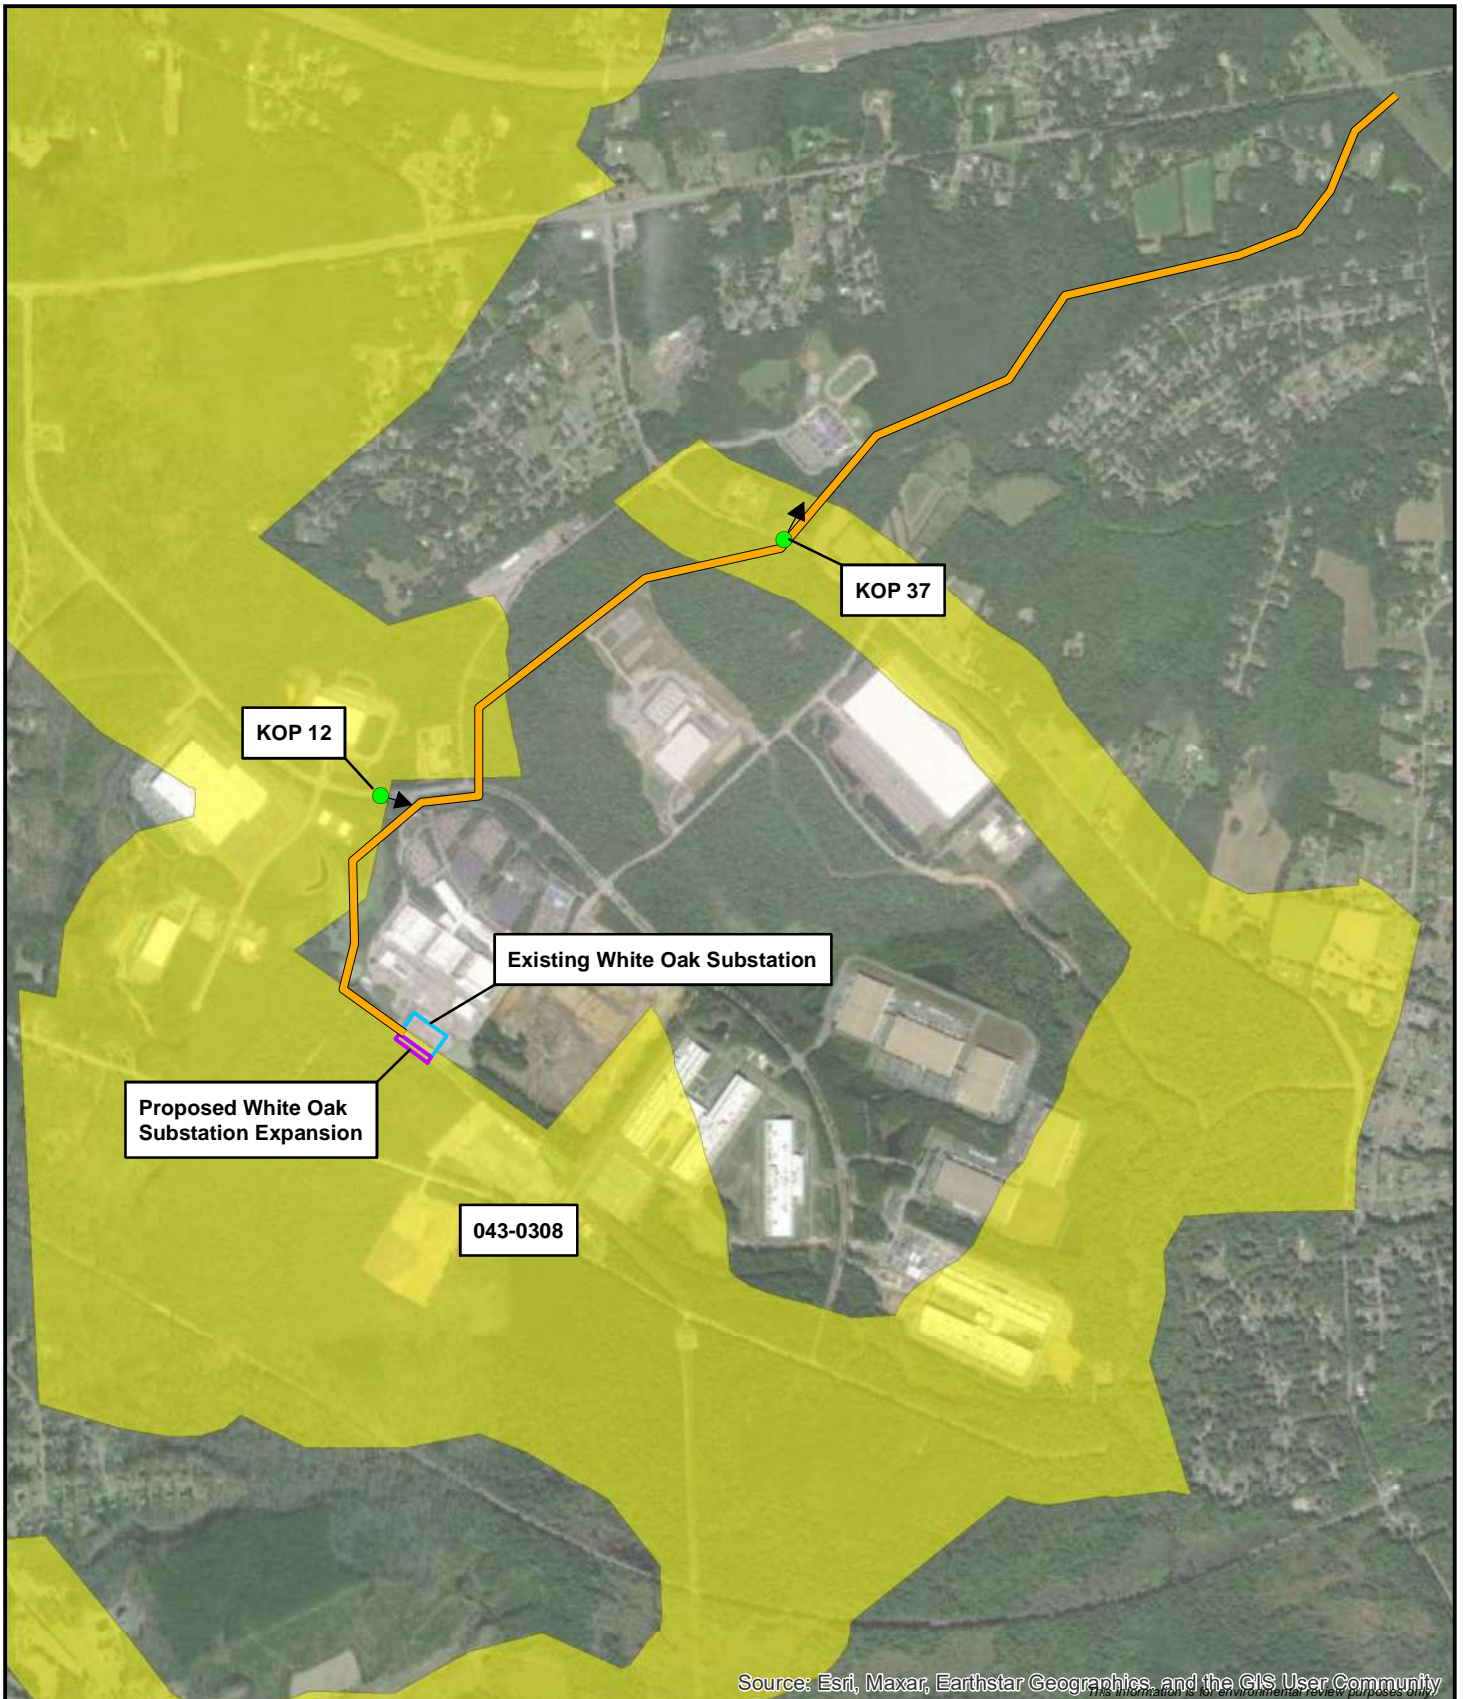 KOP 37
KOP 12
Existing White Oak Substation
Proposed White Oak
Substation Expansion
043-0308
Source: Esri, Maxar, Earthstar Geographics, and the GIS User Community
This information is for environmental review purposes only.